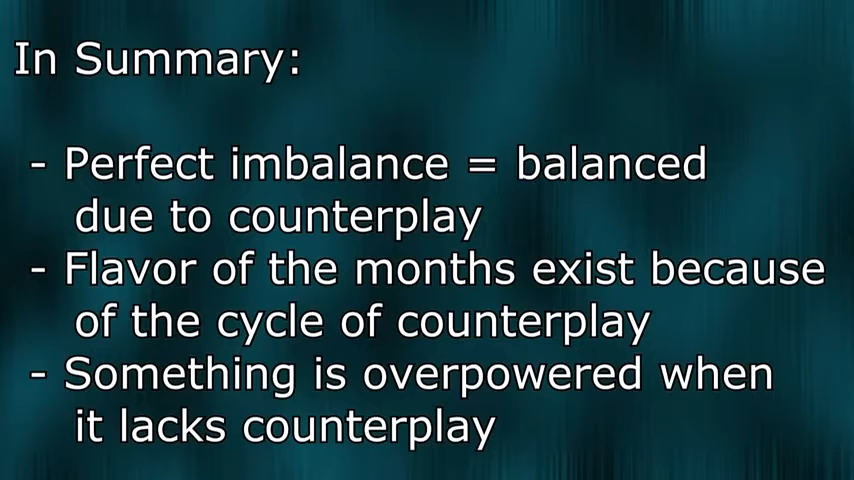 In Summary:
- Perfect imbalance = balanced
due to counterplay
- Flavor of the months exist because
of the cycle of counterplay
- Something is overpowered when
it lacks counterplay